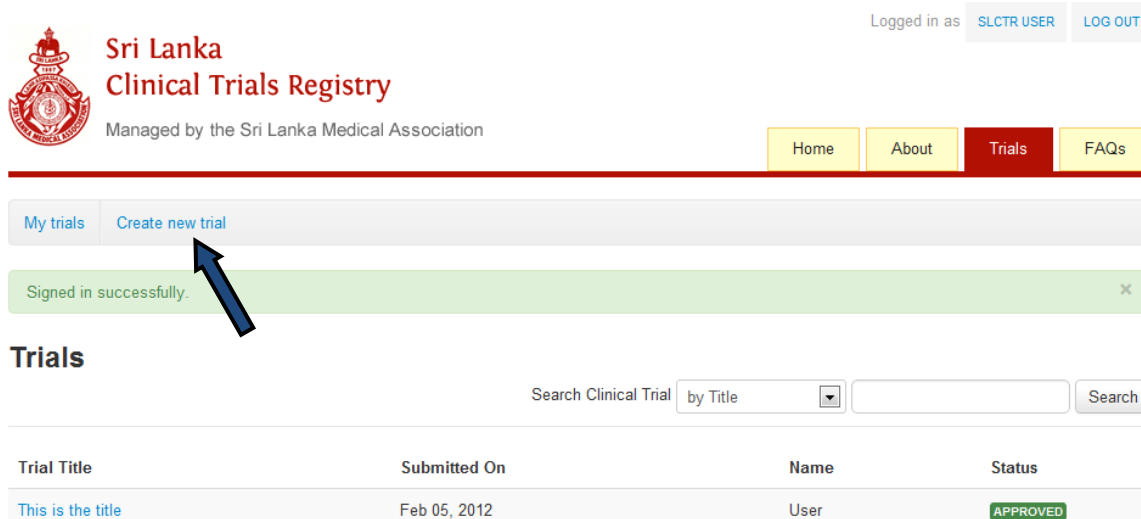 Logged in as SLCTR USER LOG OUT
Sri Lanka
Clinical Trials Registry
Managed by the Sri Lanka Medical Association
Home About Trials FAQs
My trials Create new trial
Signed in successfully. ×
Trials
Search Clinical Trial by Title Search
Trial Title Submitted On Name Status
This is the title Feb 05, 2012 User APPROVED